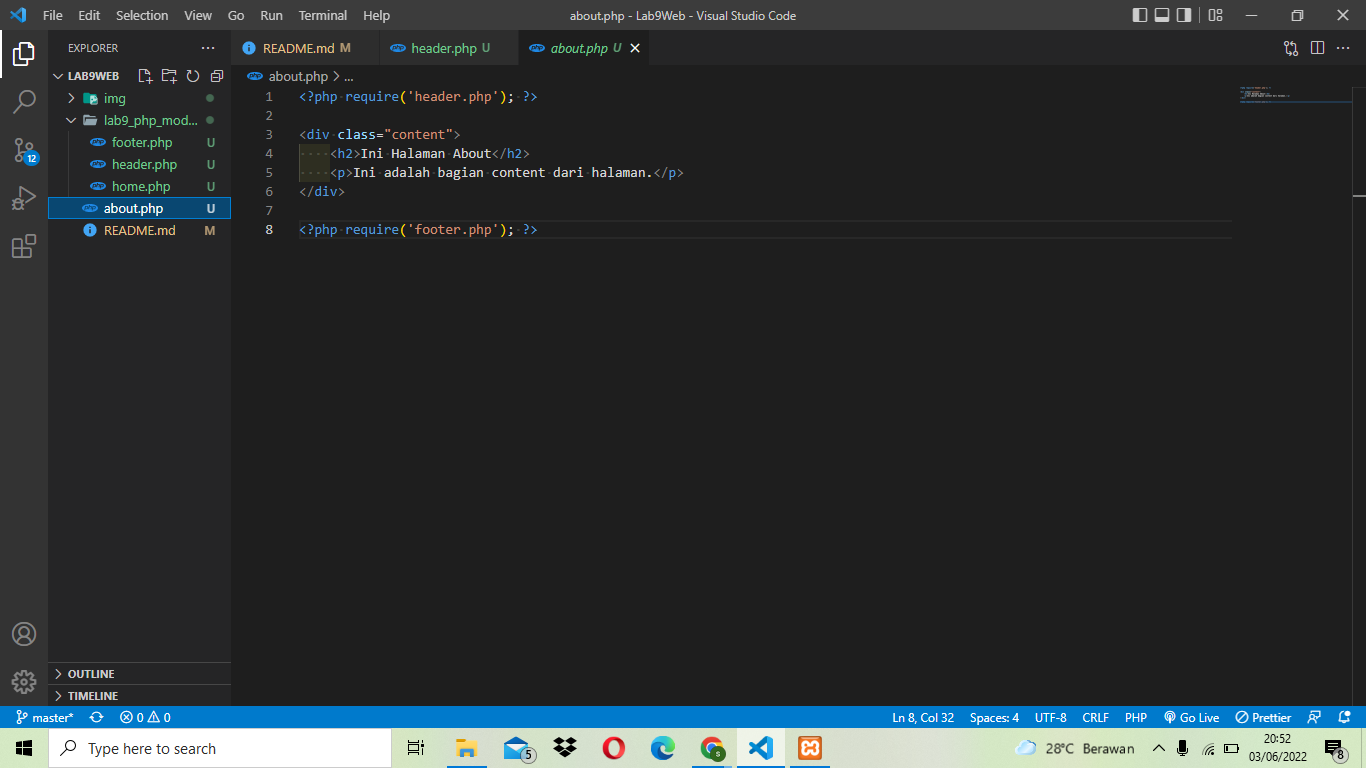 File Edit Selection View Go Run Terminal Help about.php - Lab9Web - Visual Studio Code
EXPLORER
README.md M header.php U about.php U
LAB9WEB
img
lab9_php_mod...
footer.php U
header.php U
home.php U
about.php U
README.md M
about.php > ...
1 <?php require('header.php'); ?>
2
3 <div class="content">
4 <h2>Ini Halaman About</h2>
5 <p>Ini adalah bagian content dari halaman.</p>
6 </div>
7
8 <?php require('footer.php'); ?>
12
OUTLINE
TIMELINE
master* 0 0 Ln 8, Col 32 Spaces: 4 UTF-8 CRLF PHP Go Live Prettier
Type here to search 5 28°C Berawan 20:52
03/06/2022 8